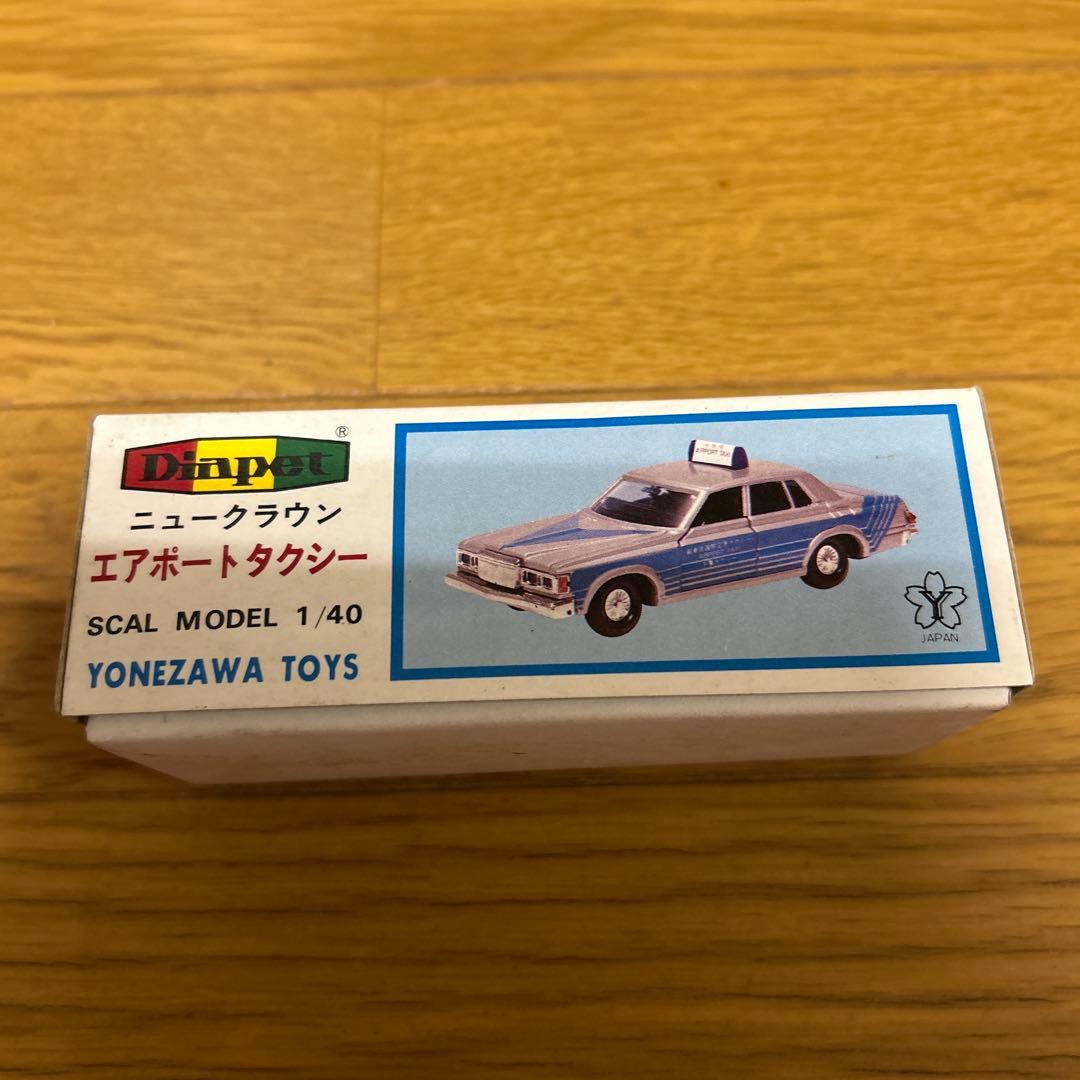 Diapet ®
ニュークラウン
エアポートタクシー
SCAL MODEL 1/40
YONEZAWA TOYS
AIRPORT TAXI
Y
JAPAN